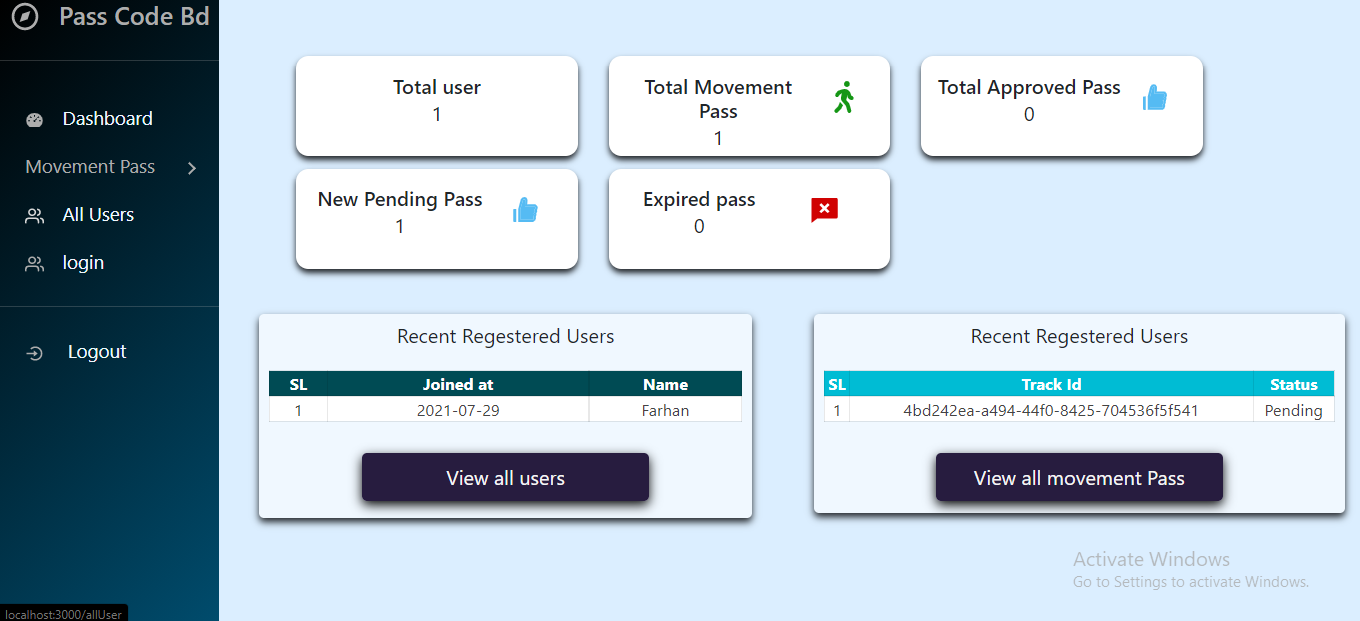 Pass Code Bd
Dashboard
Movement Pass
All Users
login
Logout
localhost:3000/allUser
Total user
1
Total Movement
Pass
1
Total Approved Pass
0
New Pending Pass
1
Expired pass
0
Recent Regestered Users
SL Joined at Name
1 2021-07-29 Farhan
View all users
Recent Regestered Users
SL Track Id Status
1 4bd242ea-a494-44f0-8425-704536f5f541 Pending
View all movement Pass
Activate Windows
Go to Settings to activate Windows.